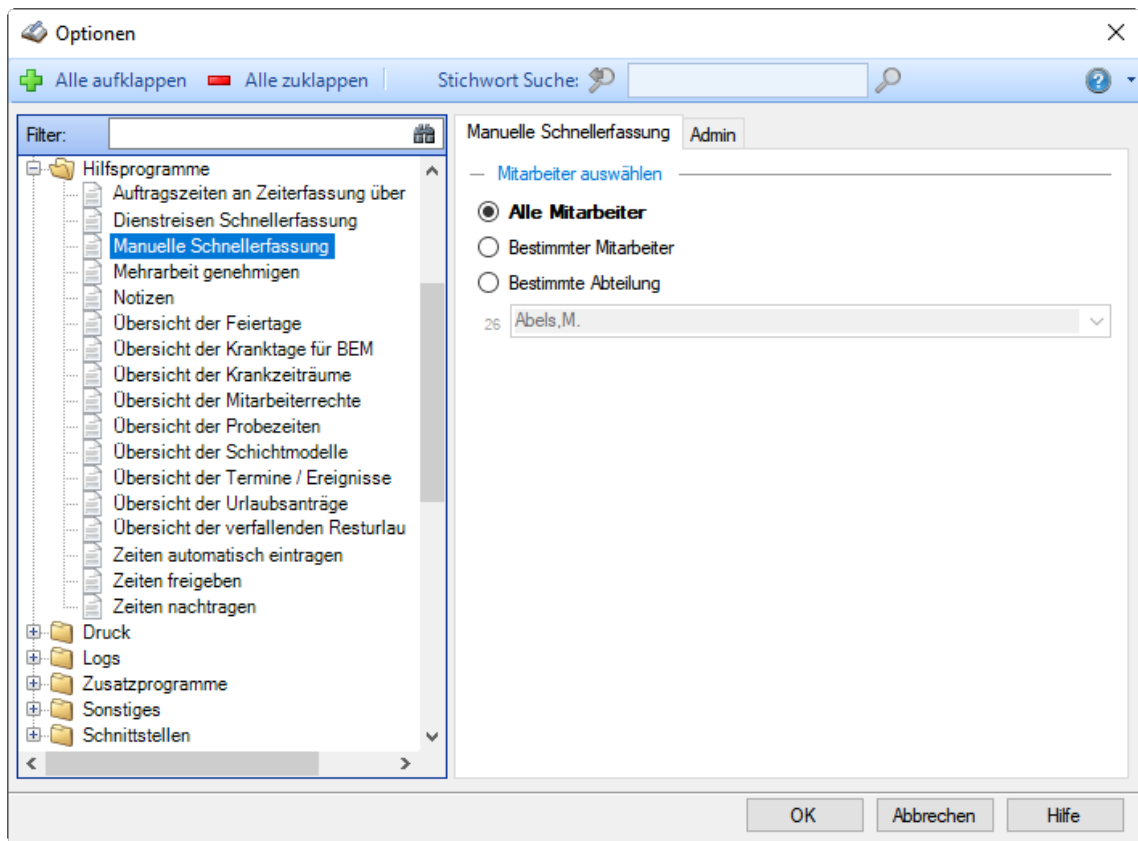 Optionen
Alle aufklappen Alle zuklappen Stichwort Suche:
Filter:
Hilfsprogramme
Auftragszeiten an Zeiterfassung über
Dienstreisen Schnellerfassung
Manuelle Schnellerfassung
Mehrarbeit genehmigen
Notizen
Übersicht der Feiertage
Übersicht der Kranktage für BEM
Übersicht der Krankzeiträume
Übersicht der Mitarbeiterrechte
Übersicht der Probezeiten
Übersicht der Schichtmodelle
Übersicht der Termine / Ereignisse
Übersicht der Urlaubsanträge
Übersicht der verfallenden Resturlau
Zeiten automatisch eintragen
Zeiten freigeben
Zeiten nachtragen
Druck
Logs
Zusatzprogramme
Sonstiges
Schnittstellen
Manuelle Schnellerfassung Admin
Mitarbeiter auswählen
Alle Mitarbeiter
Bestimmter Mitarbeiter
Bestimmte Abteilung
26 Abels,M.
OK Abbrechen Hilfe